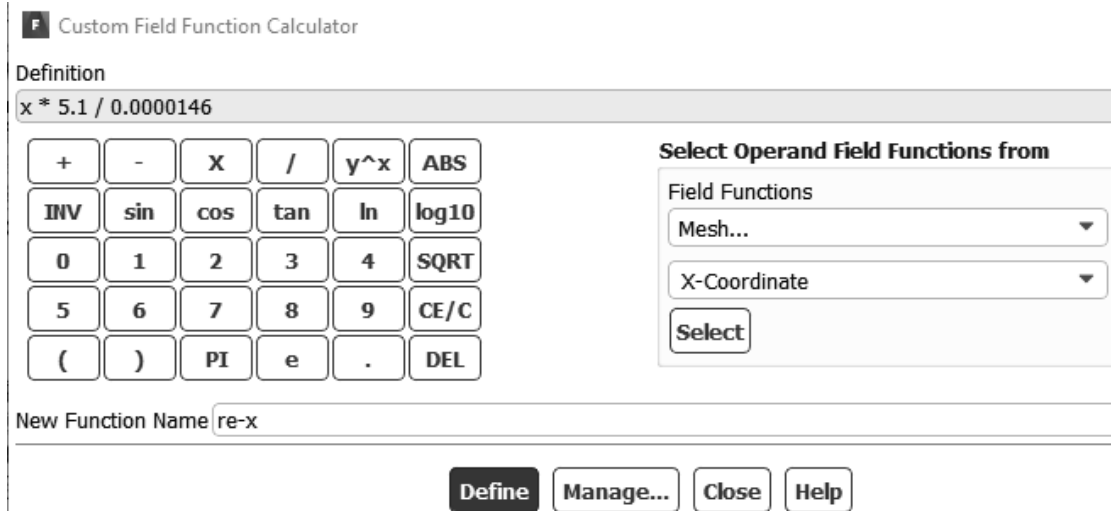 F Custom Field Function Calculator
Definition
x * 5.1 / 0.0000146
+ - X / y^x ABS
INV sin cos tan ln log10
0 1 2 3 4 SQRT
5 6 7 8 9 CE/C
( ) PI e . DEL
Select Operand Field Functions from
Field Functions
Mesh...
X-Coordinate
Select
New Function Name re-x
Define Manage... Close Help